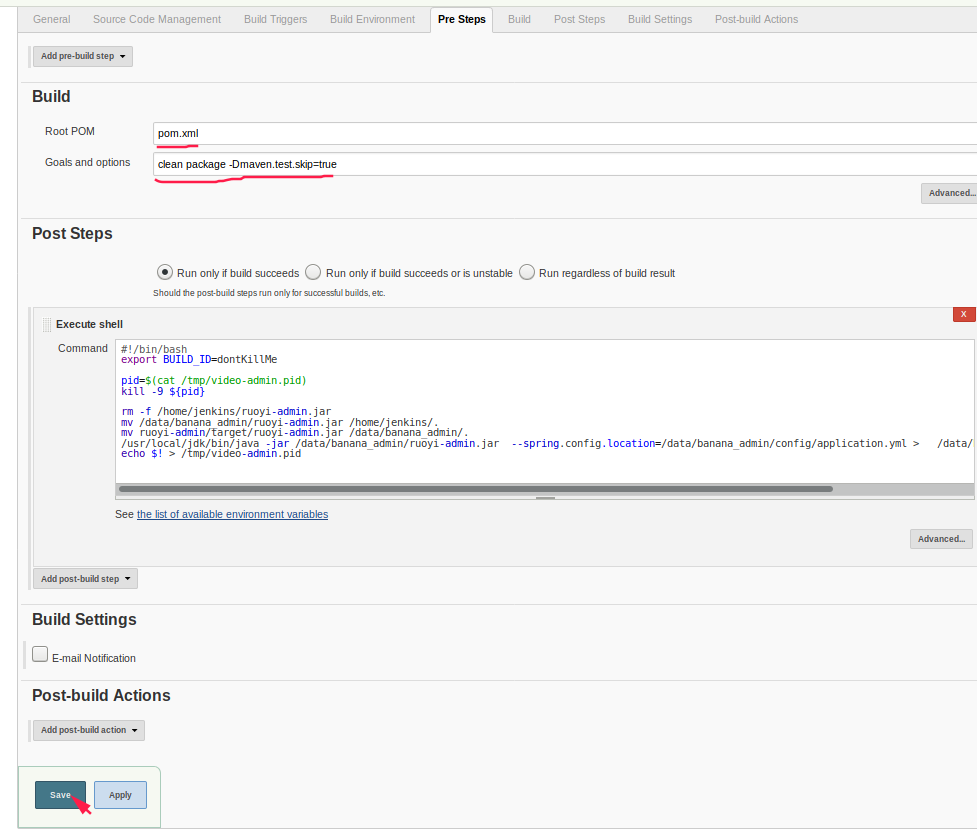 General Source Code Management Build Triggers Build Environment Pre Steps Build Post Steps Build Settings Post-build Actions
Add pre-build step
Build
Root POM pom.xml
Goals and options clean package -Dmaven.test.skip=true
Advanced...
Post Steps
Run only if build succeeds Run only if build succeeds or is unstable Run regardless of build result
Should the post-build steps run only for successful builds, etc.
X
Execute shell
Command
#!/bin/bash
export BUILD_ID=dontKillMe
pid=$(cat /tmp/video-admin.pid)
kill -9 ${pid}
rm -f /home/jenkins/ruoyi-admin.jar
mv /data/banana_admin/ruoyi-admin.jar /home/jenkins/.
mv ruoyi-admin/target/ruoyi-admin.jar /data/banana_admin/.
/usr/local/jdk/bin/java -jar /data/banana_admin/ruoyi-admin.jar  --spring.config.location=/data/banana_admin/config/application.yml >   /data/
echo $! > /tmp/video-admin.pid
See the list of available environment variables
Advanced...
Add post-build step
Build Settings
E-mail Notification
Post-build Actions
Add post-build action
Save Apply